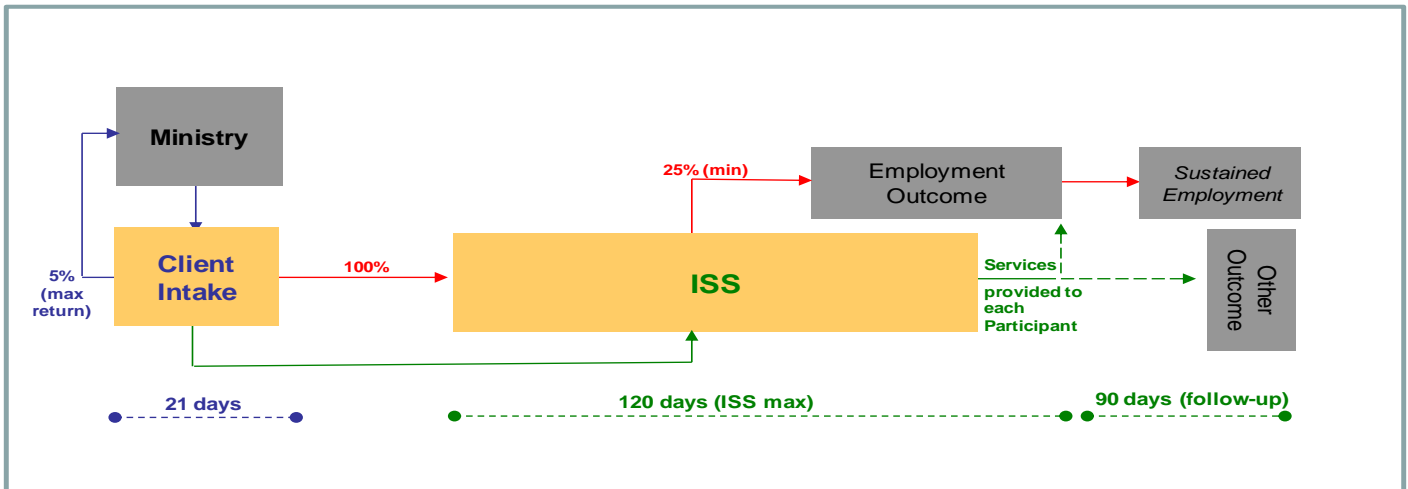 Ministry
25% (min)
Employment
Outcome
Sustained
Employment
5%
(max
return)
Client
Intake
100%
ISS
Services
provided to
each
Participant
Other
Outcome
21 days
120 days (ISS max)
90 days (follow-up)